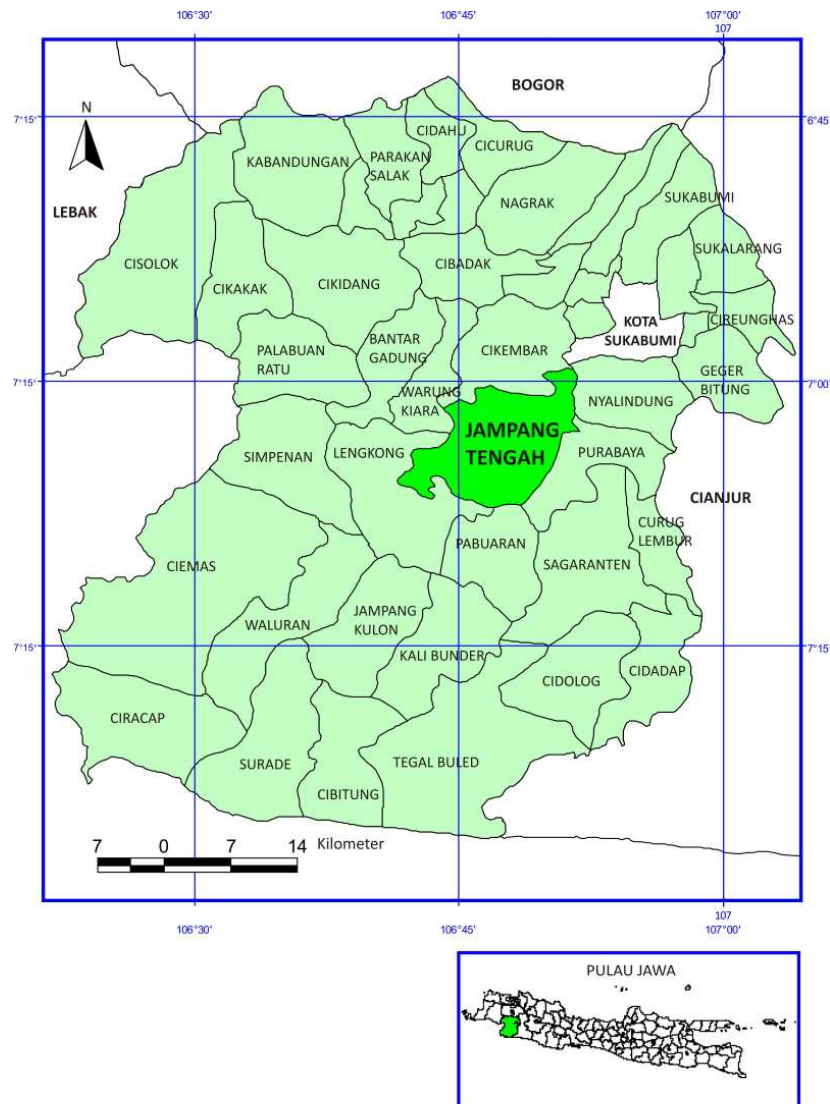 106°30'
106°45'
107°00'
107
BOGOR
N
7°15'
6°45'
CIDAHU
CICURUG
KABANDUNGAN
PARAKAN
SALAK
NAGRAK
SUKABUMI
LEBAK
SUKALARANG
CISOLOK
CIKAKAK
CIKIDANG
CIBADAK
KOTA
SUKABUMI
CIREUNGHAS
PALABUAN
RATU
BANTAR
GADUNG
CIKEMBAR
GEGER
BITUNG
7°15'
7°00'
WARUNG
KIARA
NYALINDUNG
JAMPANG
TENGAH
SIMPENAN
LENGKONG
PURABAYA
CIANJUR
CURUG
LEMBUR
PABUARAN
SAGARANTEN
CIEMAS
WALURAN
JAMPANG
KULON
KALI BUNDER
7°15'
7°15'
CIDOLOG
CIDADAP
CIRACAP
SURADE
CIBITUNG
TEGAL BULED
7 0 7 14 Kilometer
106°30'
106°45'
107
107°00'
PULAU JAWA